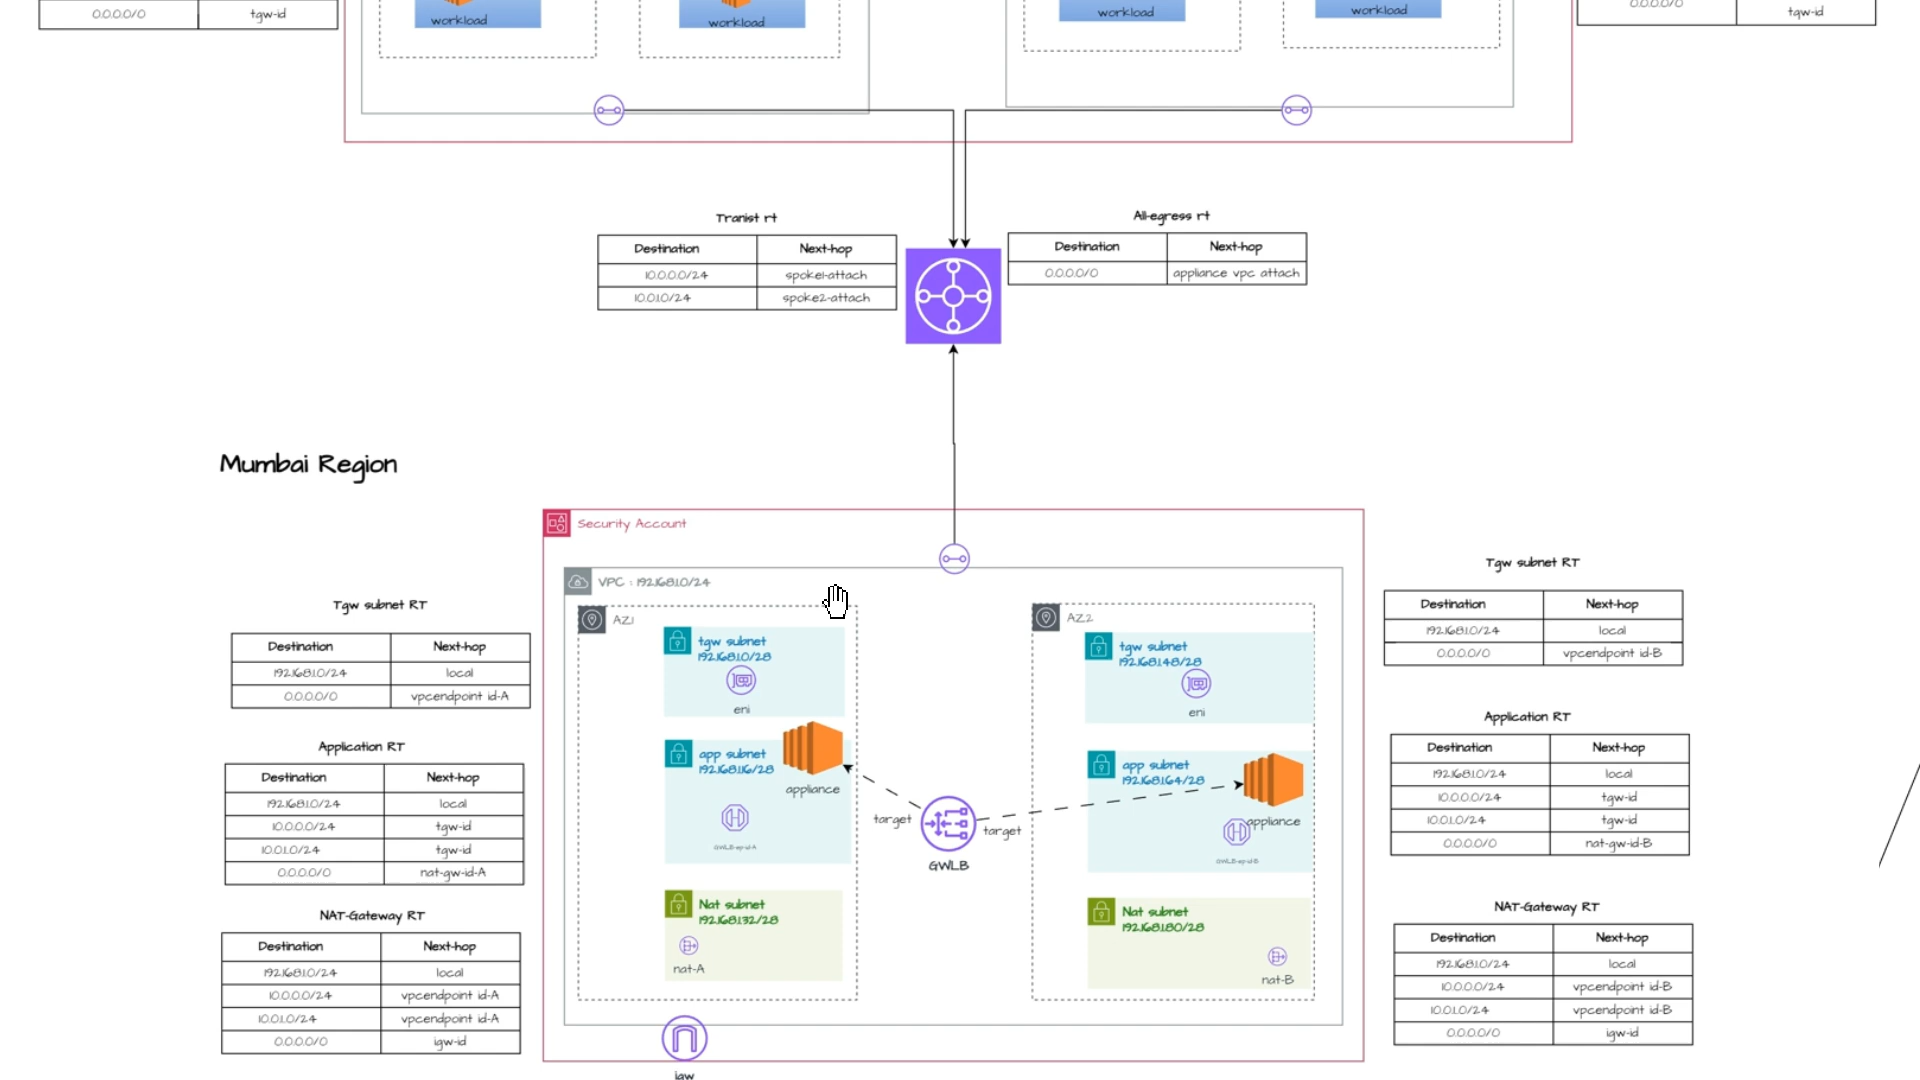 0.0.0.0/0 tgw-id
workload
workload
workload
workload
0.0.0.0/0
tgw-id
Tranist rt
Destination Next-hop
10.0.0.0/24 spoke1-attach
10.0.1.0/24 spoke2-attach
All-egress rt
Destination Next-hop
0.0.0.0/0 appliance vpc attach
Mumbai Region
Security Account
VPC : 192.168.1.0/24
Tgw subnet RT
Destination Next-hop
192.168.1.0/24 local
0.0.0.0/0 vpcendpoint id-A
Application RT
Destination Next-hop
192.168.1.0/24 local
10.0.0.0/24 tgw-id
10.0.1.0/24 tgw-id
0.0.0.0/0 nat-gw-id-A
NAT-Gateway RT
Destination Next-hop
192.168.1.0/24 local
10.0.0.0/24 vpcendpoint id-A
10.0.1.0/24 vpcendpoint id-A
0.0.0.0/0 igw-id
AZ1
tgw subnet
192.168.1.0/28
eni
app subnet
192.168.1.16/28
appliance
GWLB-ep-id-A
Nat subnet
192.168.1.32/28
nat-A
target
target
GWLB
AZ2
tgw subnet
192.168.1.48/28
eni
app subnet
192.168.1.64/28
appliance
GWLB-ep-id-B
Nat subnet
192.168.1.80/28
nat-B
igw
Tgw subnet RT
Destination Next-hop
192.168.1.0/24 local
0.0.0.0/0 vpcendpoint id-B
Application RT
Destination Next-hop
192.168.1.0/24 local
10.0.0.0/24 tgw-id
10.0.1.0/24 tgw-id
0.0.0.0/0 nat-gw-id-B
NAT-Gateway RT
Destination Next-hop
192.168.1.0/24 local
10.0.0.0/24 vpcendpoint id-B
10.0.1.0/24 vpcendpoint id-B
0.0.0.0/0 igw-id